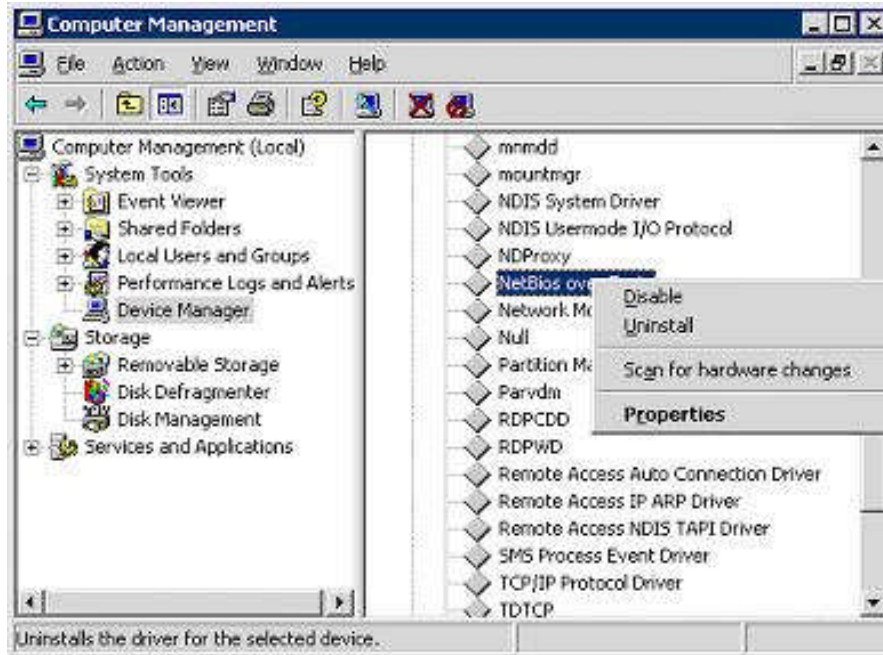 Computer Management
File Action View Window Help
Computer Management (Local)
System Tools
Event Viewer
Shared Folders
Local Users and Groups
Performance Logs and Alerts
Device Manager
Storage
Removable Storage
Disk Defragmenter
Disk Management
Services and Applications
mnmdd
mountmgr
NDIS System Driver
NDIS Usermode I/O Protocol
NDProxy
NetBios over
Network
Null
Partition
Parvdm
RDPCDD
RDPWD
Remote Access Auto Connection Driver
Remote Access IP ARP Driver
Remote Access NDIS TAPI Driver
SMS Process Event Driver
TCP/IP Protocol Driver
TDTCP
Disable
Uninstall
Scan for hardware changes
Properties
Uninstalls the driver for the selected device.